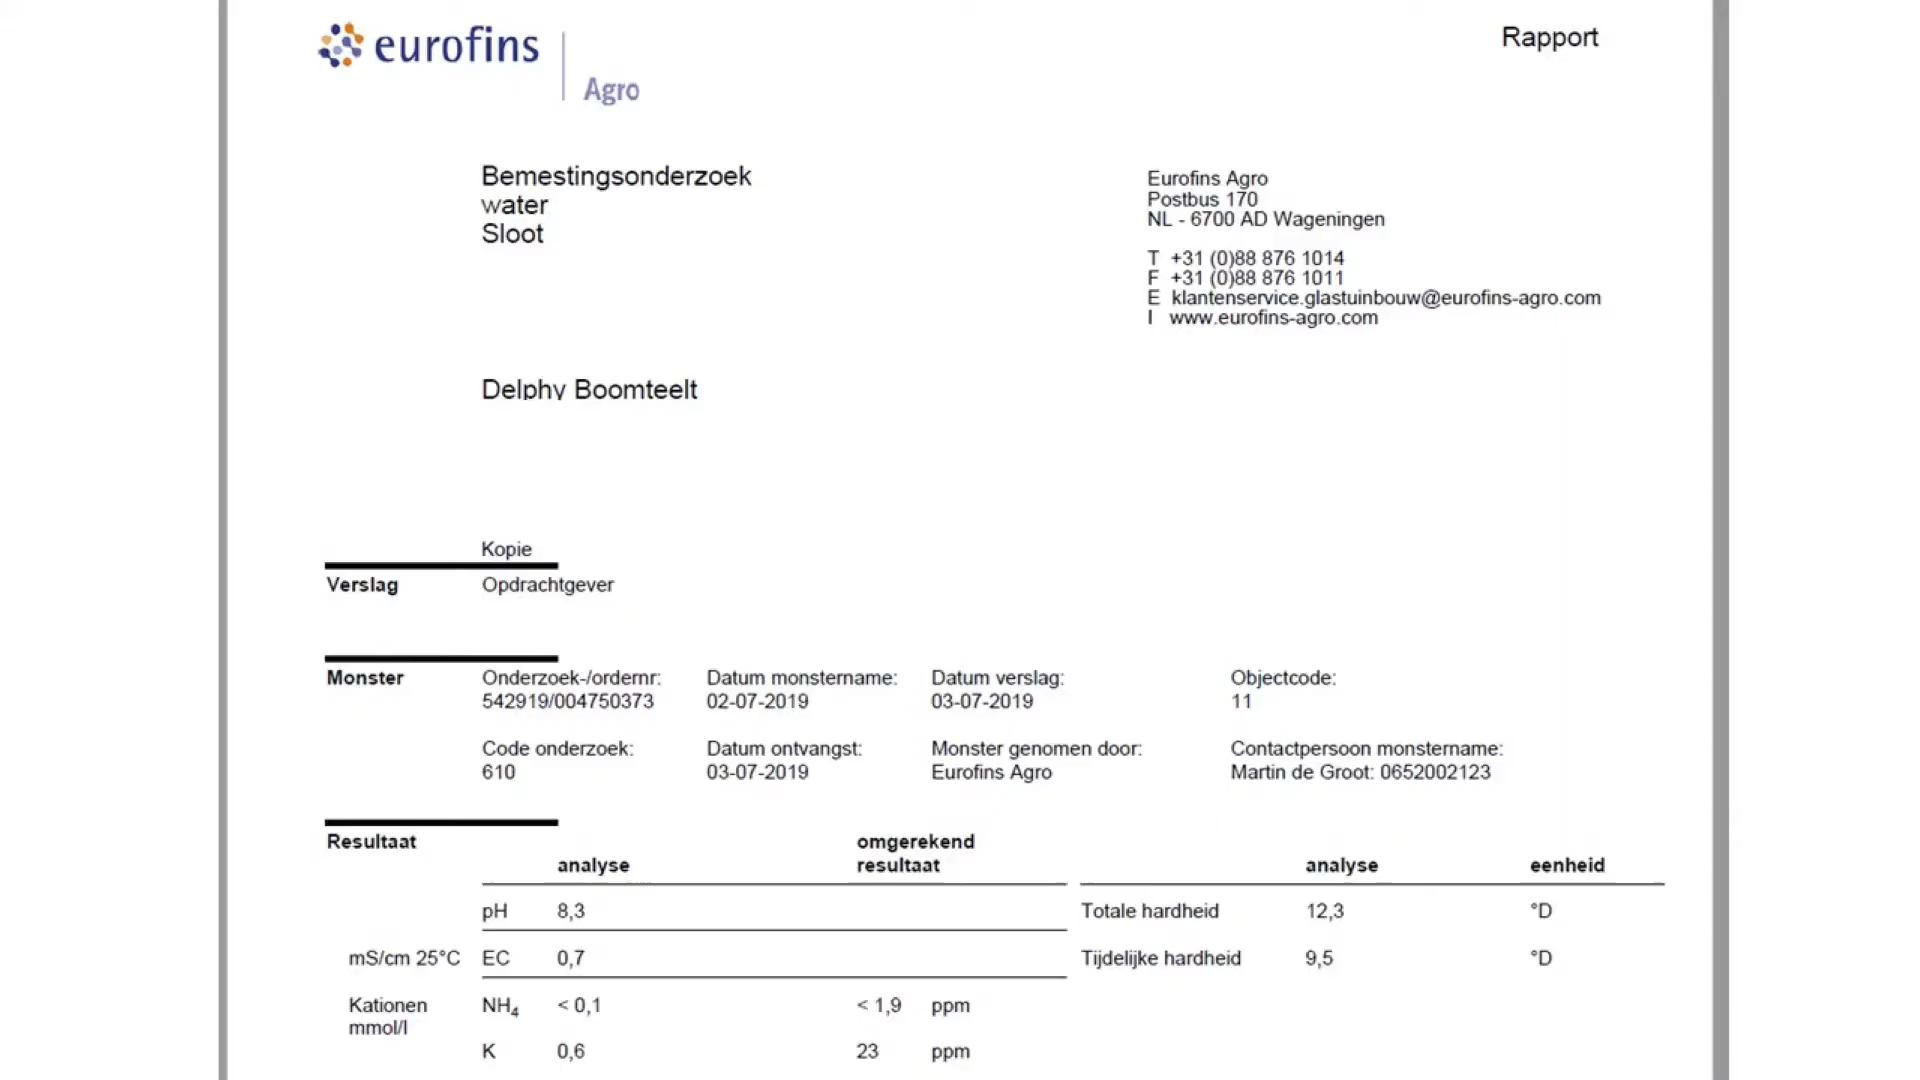 eurofins
Agro
Rapport
Bemestingsonderzoek
water
Sloot
Eurofins Agro
Postbus 170
NL - 6700 AD Wageningen
T +31 (0)88 876 1014
F +31 (0)88 876 1011
E klantenservice.glastuinbouw@eurofins-agro.com
I www.eurofins-agro.com
Delphy Boomteelt
Kopie
Verslag Opdrachtgever
Monster Onderzoek-/ordernr: Datum monstername: Datum verslag: Objectcode:
542919/004750373 02-07-2019 03-07-2019 11
Code onderzoek: Datum ontvangst: Monster genomen door: Contactpersoon monstername:
610 03-07-2019 Eurofins Agro Martin de Groot: 0652002123
Resultaat omgerekend
analyse resultaat analyse eenheid
pH 8,3 Totale hardheid 12,3 °D
mS/cm 25°C EC 0,7 Tijdelijke hardheid 9,5 °D
Kationen NH4 < 0,1 < 1,9 ppm
mmol/l
K 0,6 23 ppm